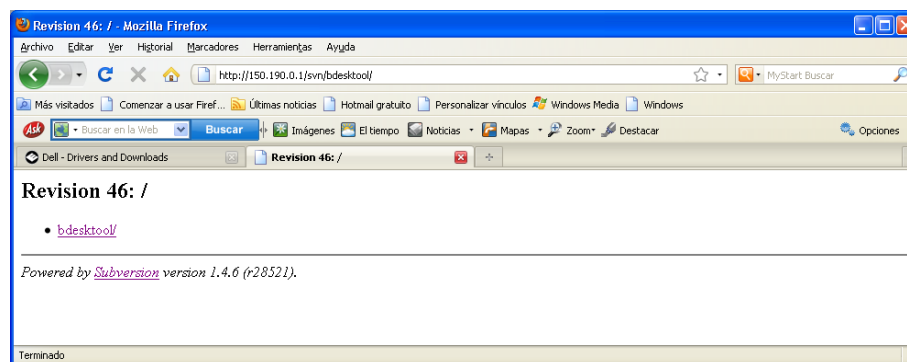 Revision 46: / - Mozilla Firefox
Archivo Editar Ver Historial Marcadores Herramientas Ayuda
http://150.190.0.1/svn/bdesktool/ MyStart Buscar
Más visitados Comenzar a usar Firef... Últimas noticias Hotmail gratuito Personalizar vínculos Windows Media Windows
Ask Buscar en la Web Buscar Imágenes El tiempo Noticias Mapas Zoom Destacar Opciones
Dell - Drivers and Downloads Revision 46: /
Revision 46: /
bdesktool/
Powered by Subversion version 1.4.6 (r28521).
Terminado